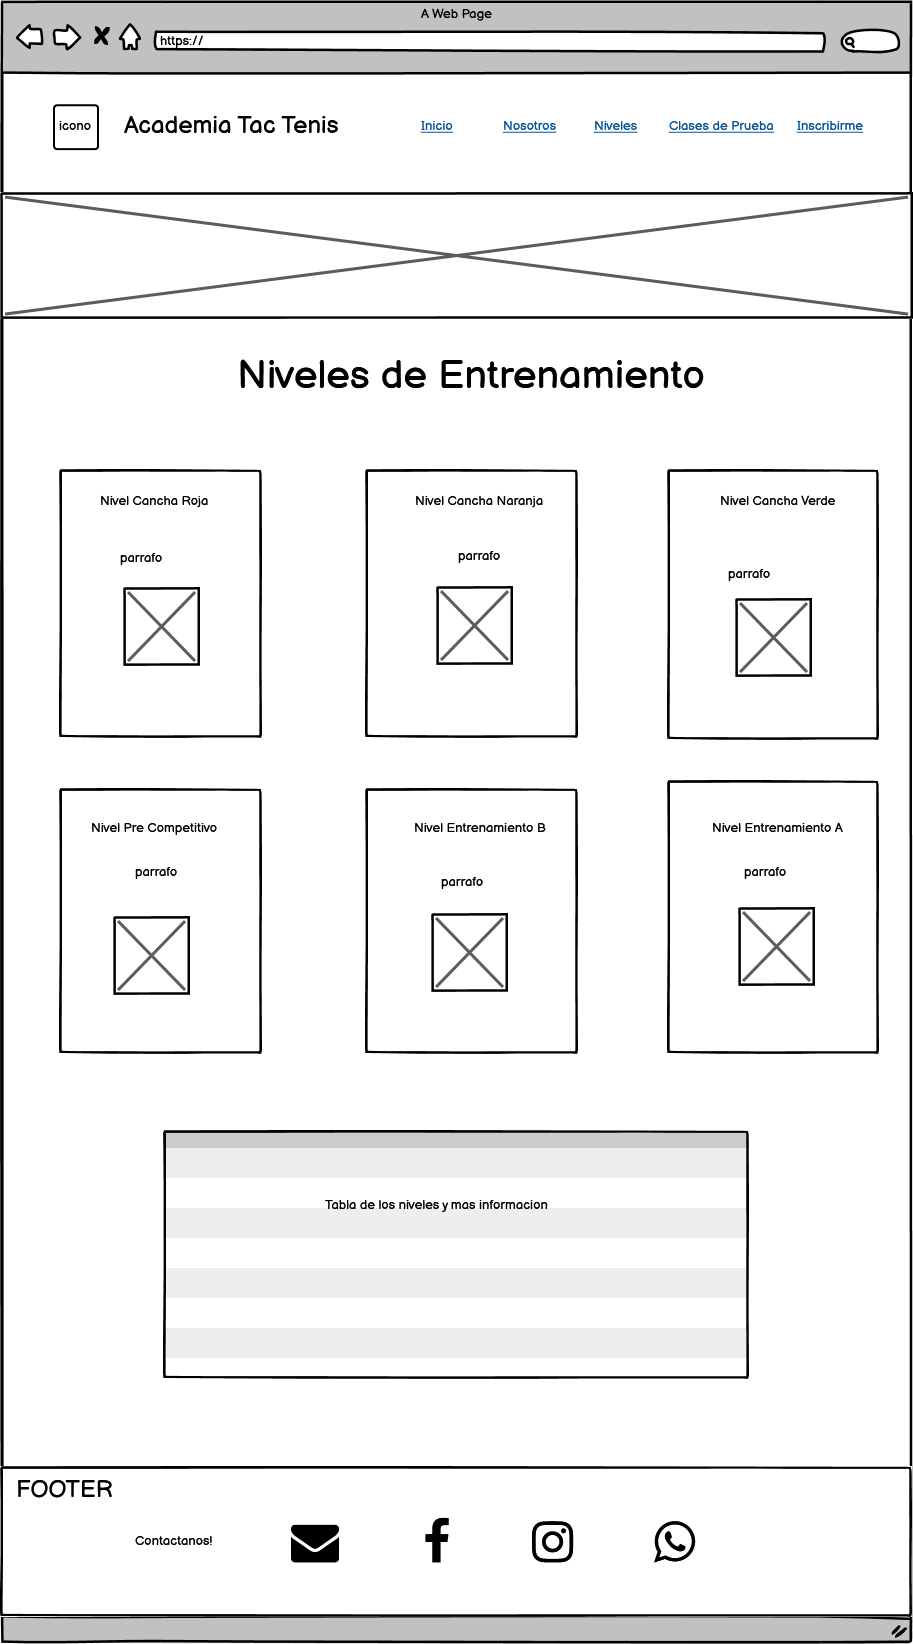 A Web Page
https://
icono
Academia Tac Tenis
Inicio
Nosotros
Niveles
Clases de Prueba
Inscribirme
Niveles de Entrenamiento
Nivel Cancha Roja
parrafo
Nivel Cancha Naranja
parrafo
Nivel Cancha Verde
parrafo
Nivel Pre Competitivo
parrafo
Nivel Entrenamiento B
parrafo
Nivel Entrenamiento A
parrafo
Tabla de los niveles y mas informacion
FOOTER
Contactanos!